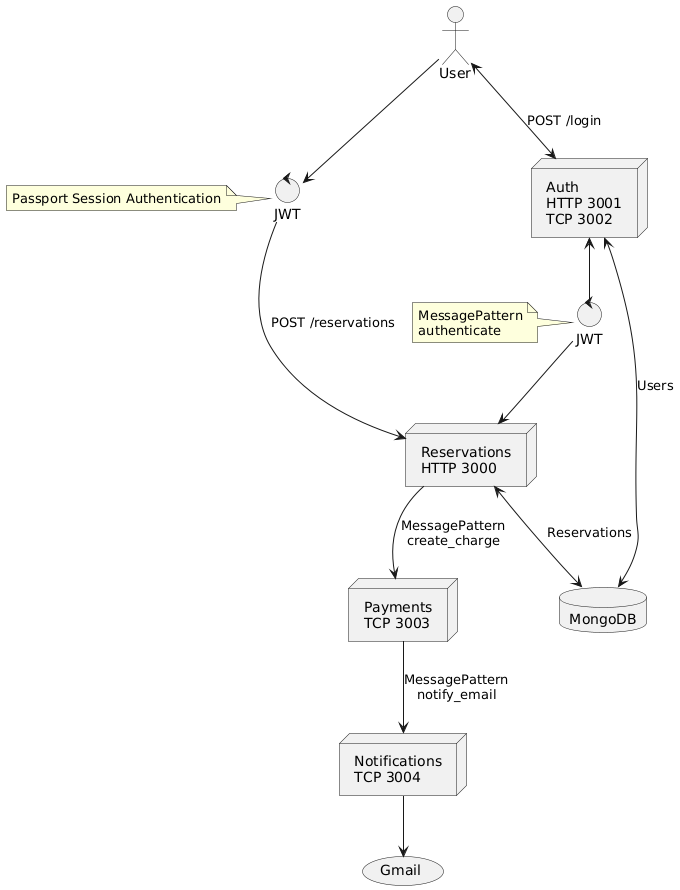 User
POST /login
Auth
HTTP 3001
TCP 3002
Passport Session Authentication
JWT
MessagePattern
authenticate
JWT
POST /reservations
Users
Reservations
HTTP 3000
MessagePattern
create_charge
Reservations
Payments
TCP 3003
MongoDB
MessagePattern
notify_email
Notifications
TCP 3004
Gmail